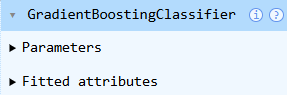 GradientBoostingClassifier i ?
Parameters
Fitted attributes